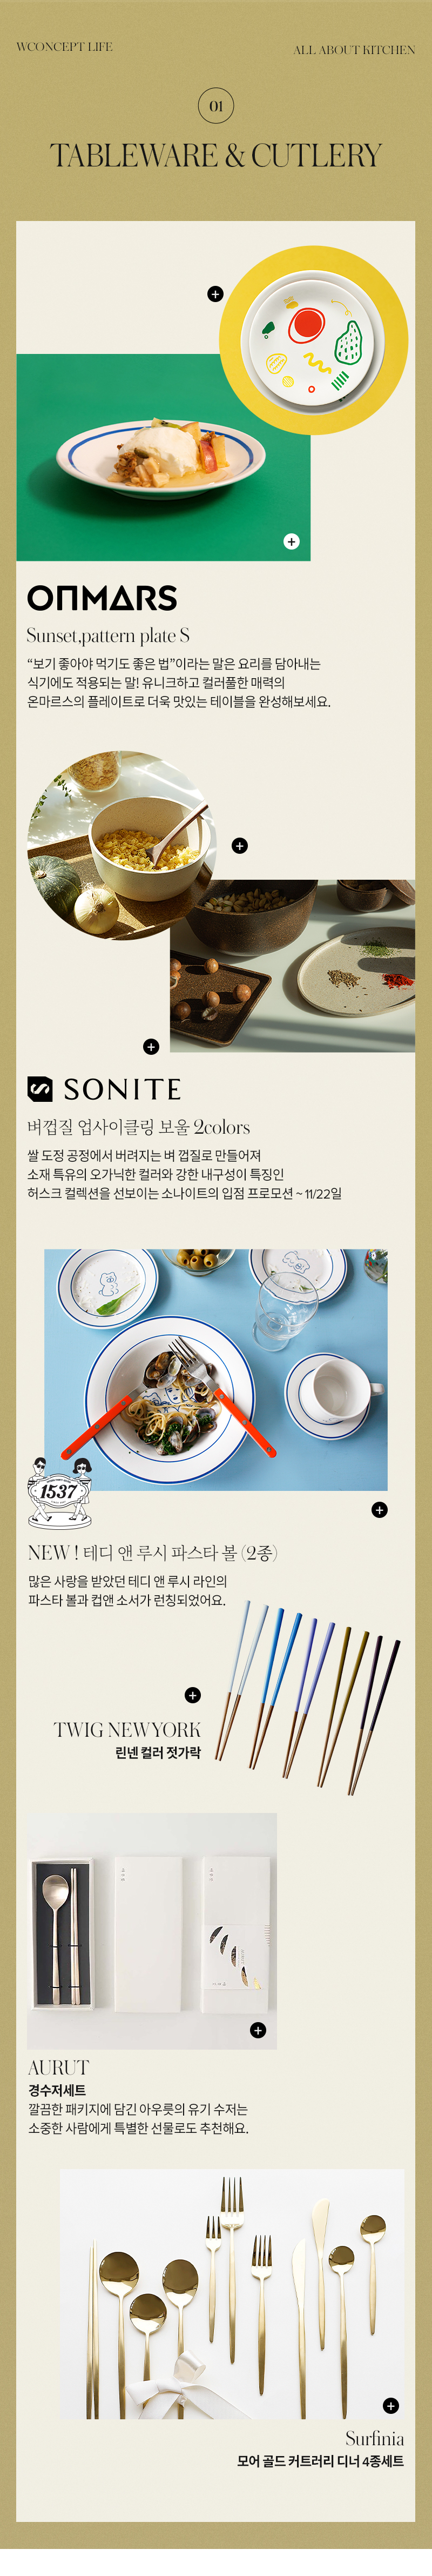 WCONCEPT LIFE
ALL ABOUT KITCHEN
01
TABLEWARE & CUTLERY
ONMARS
Sunset,pattern plate S
“보기 좋아야 먹기도 좋은 법”이라는 말은 요리를 담아내는
식기에도 적용되는 말! 유니크하고 컬러풀한 매력의
온마르스의 플레이트로 더욱 맛있는 테이블을 완성해보세요.
SONITE
벼껍질 업사이클링 보울 2colors
쌀 도정 공정에서 버려지는 벼 껍질로 만들어져
소재 특유의 오가닉한 컬러와 강한 내구성이 특징인
허스크 컬렉션을 선보이는 소나이트의 입점 프로모션 ~ 11/22일
1537
NEW ! 테디 앤 루시 파스타 볼 (2종)
많은 사랑을 받았던 테디 앤 루시 라인의
파스타 볼과 컵앤 소서가 런칭되었어요.
TWIG NEWYORK
린넨 컬러 젓가락
AURUT
경수저세트
깔끔한 패키지에 담긴 아우룻의 유기 수저는
소중한 사람에게 특별한 선물로도 추천해요.
Surfinia
모어 골드 커트러리 디너 4종세트